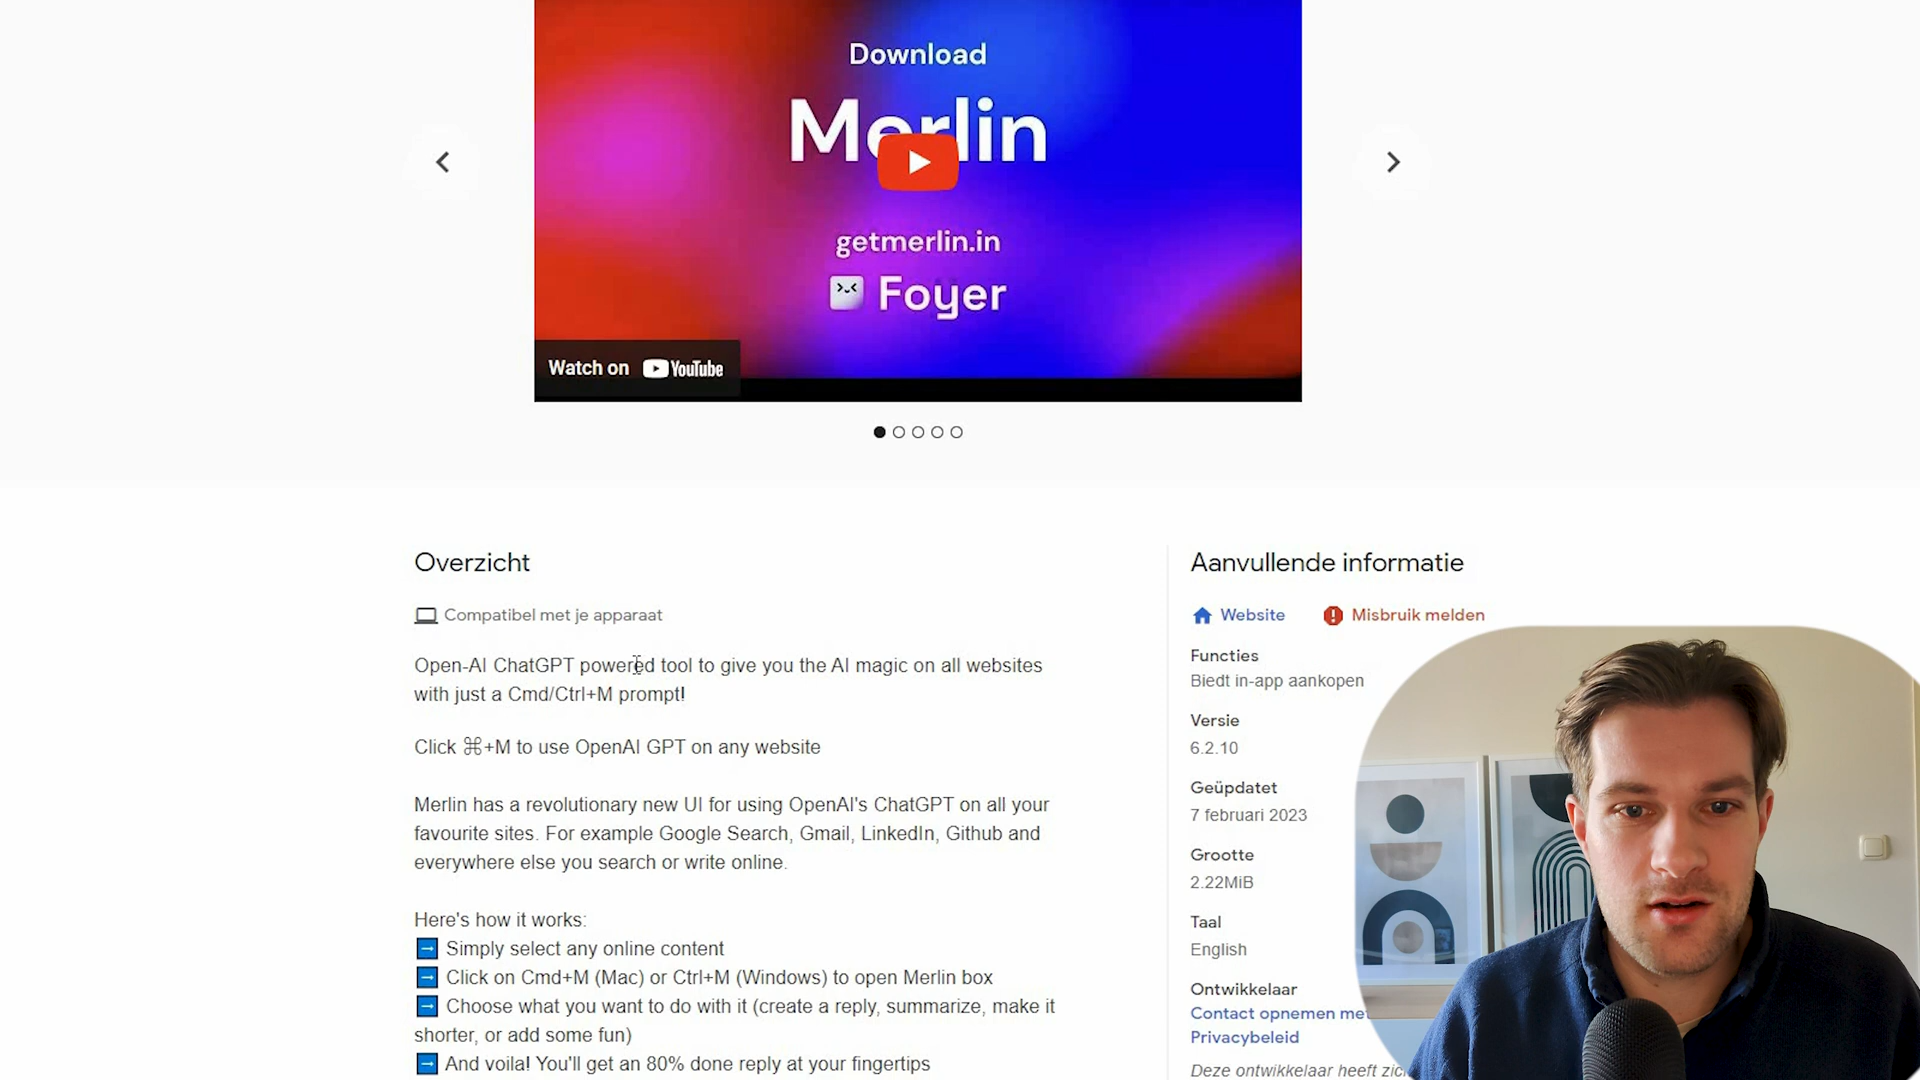 Download
Merlin
getmerlin.in
Foyer
Watch on YouTube
Overzicht
Compatibel met je apparaat
Open-AI ChatGPT powered tool to give you the AI magic on all websites
with just a Cmd/Ctrl+M prompt!
Click ⌘+M to use OpenAI GPT on any website
Merlin has a revolutionary new UI for using OpenAI's ChatGPT on all your
favourite sites. For example Google Search, Gmail, LinkedIn, Github and
everywhere else you search or write online.
Here's how it works:
➡ Simply select any online content
➡ Click on Cmd+M (Mac) or Ctrl+M (Windows) to open Merlin box
➡ Choose what you want to do with it (create a reply, summarize, make it
shorter, or add some fun)
➡ And voila! You'll get an 80% done reply at your fingertips
Aanvullende informatie
Website
Misbruik melden
Functies
Biedt in-app aankopen
Versie
6.2.10
Geüpdatet
7 februari 2023
Grootte
2.22MiB
Taal
English
Ontwikkelaar
Contact opnemen met
Privacybeleid
Deze ontwikkelaar heeft